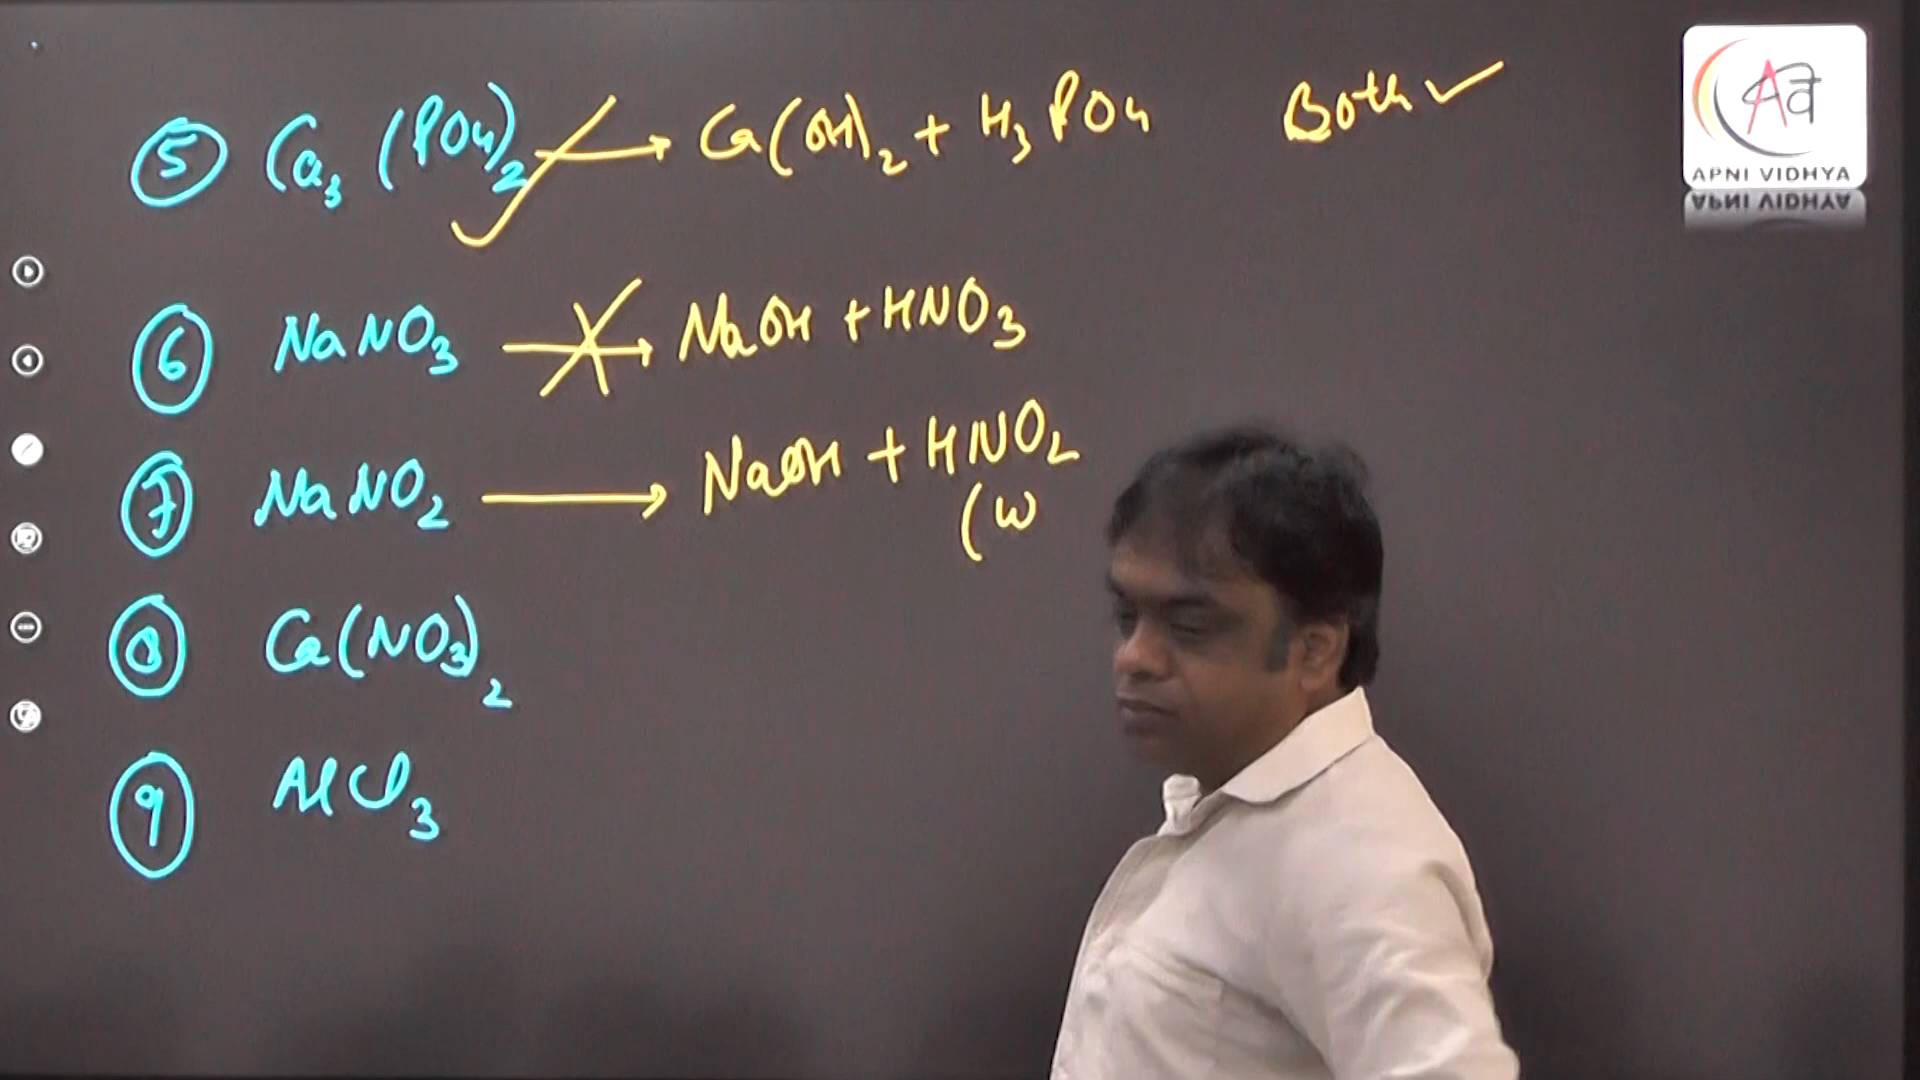 ⑤ Ca₃(PO₄)₂ → Ca(OH)₂ + H₃PO₄ Both ✓
⑥ NaNO₃ → NaOH + HNO₃
⑦ NaNO₂ → NaOH + HNO₂
(W
⑧ Ca(NO₃)₂
⑨ AlCl₃
Aवि
APNI VIDHYA